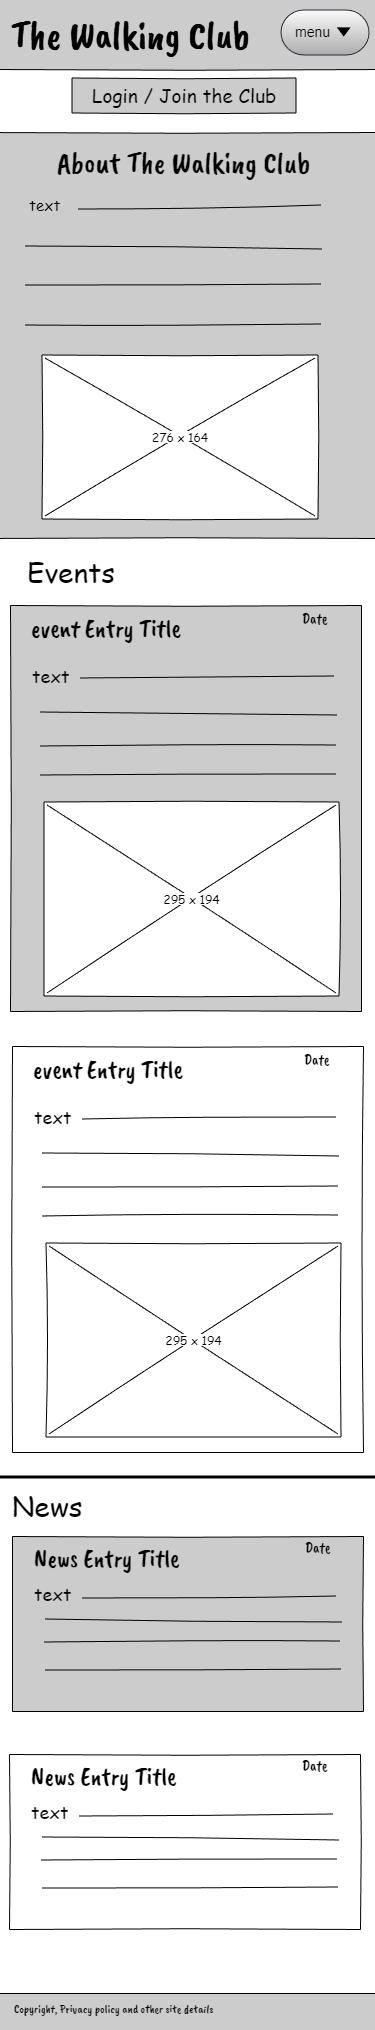 The Walking Club
menu
Login / Join the Club
About The Walking Club
text
276 x 164
Events
event Entry Title
Date
text
295 x 194
event Entry Title
Date
text
295 x 194
News
News Entry Title
Date
text
News Entry Title
Date
text
Copyright, Privacy policy and other site details